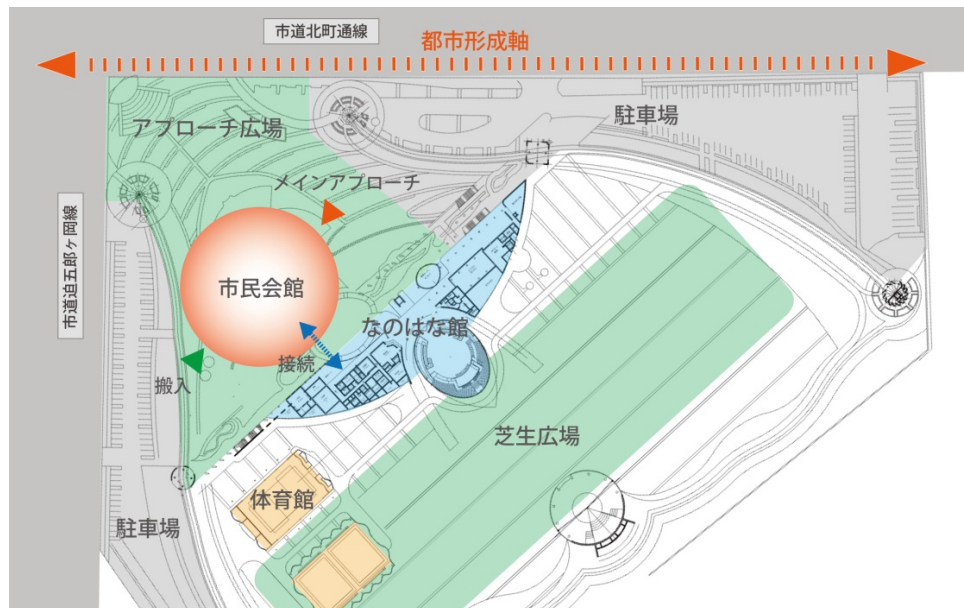 市道北町通線
都市形成軸
アプローチ広場
駐車場
メインアプローチ
市道迫五郎ヶ岡線
市民会館
なのはな館
接続
搬入
芝生広場
体育館
駐車場